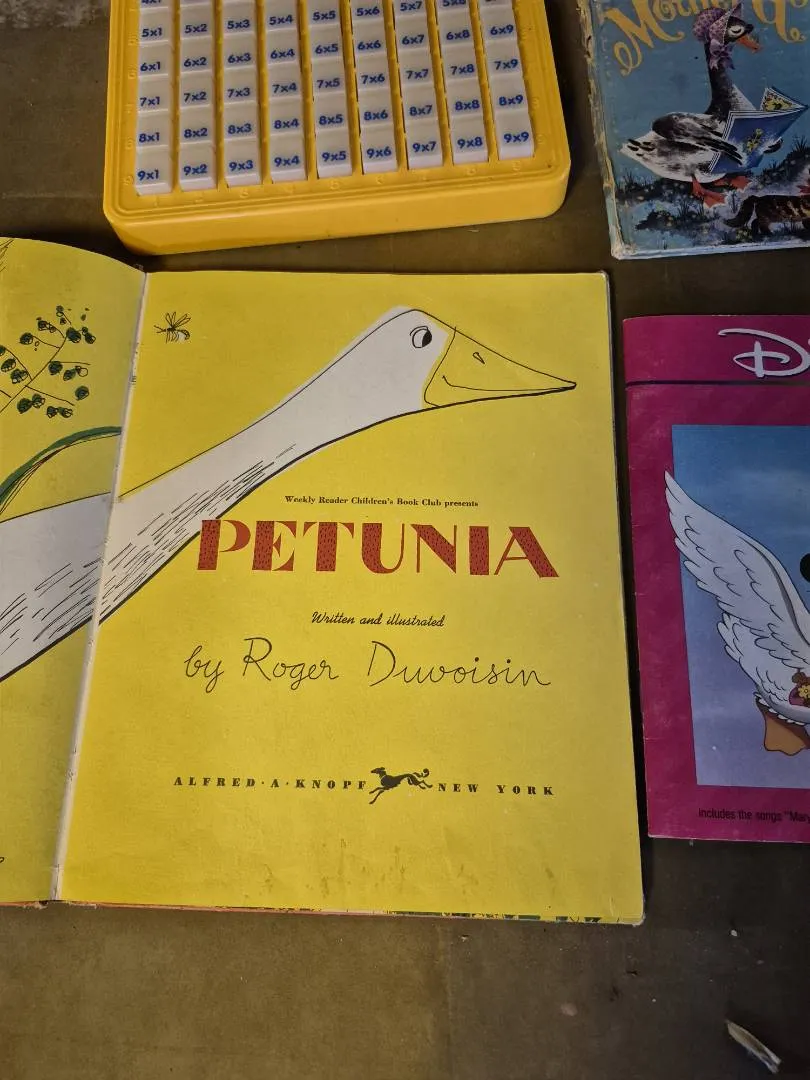 5x1 5x2 5x3 5x4 5x5 5x6 5x7 5x8
6x1 6x2 6x3 6x4 6x5 6x6 6x7 6x8 6x9
7x1 7x2 7x3 7x4 7x5 7x6 7x7 7x8 7x9
8x1 8x2 8x3 8x4 8x5 8x6 8x7 8x8 8x9
9x1 9x2 9x3 9x4 9x5 9x6 9x7 9x8 9x9
Mother
Weekly Reader Children's Book Club presents
PETUNIA
Written and illustrated
by Roger Duvoisin
ALFRED · A · KNOPF NEW YORK
D
includes the songs "Mary